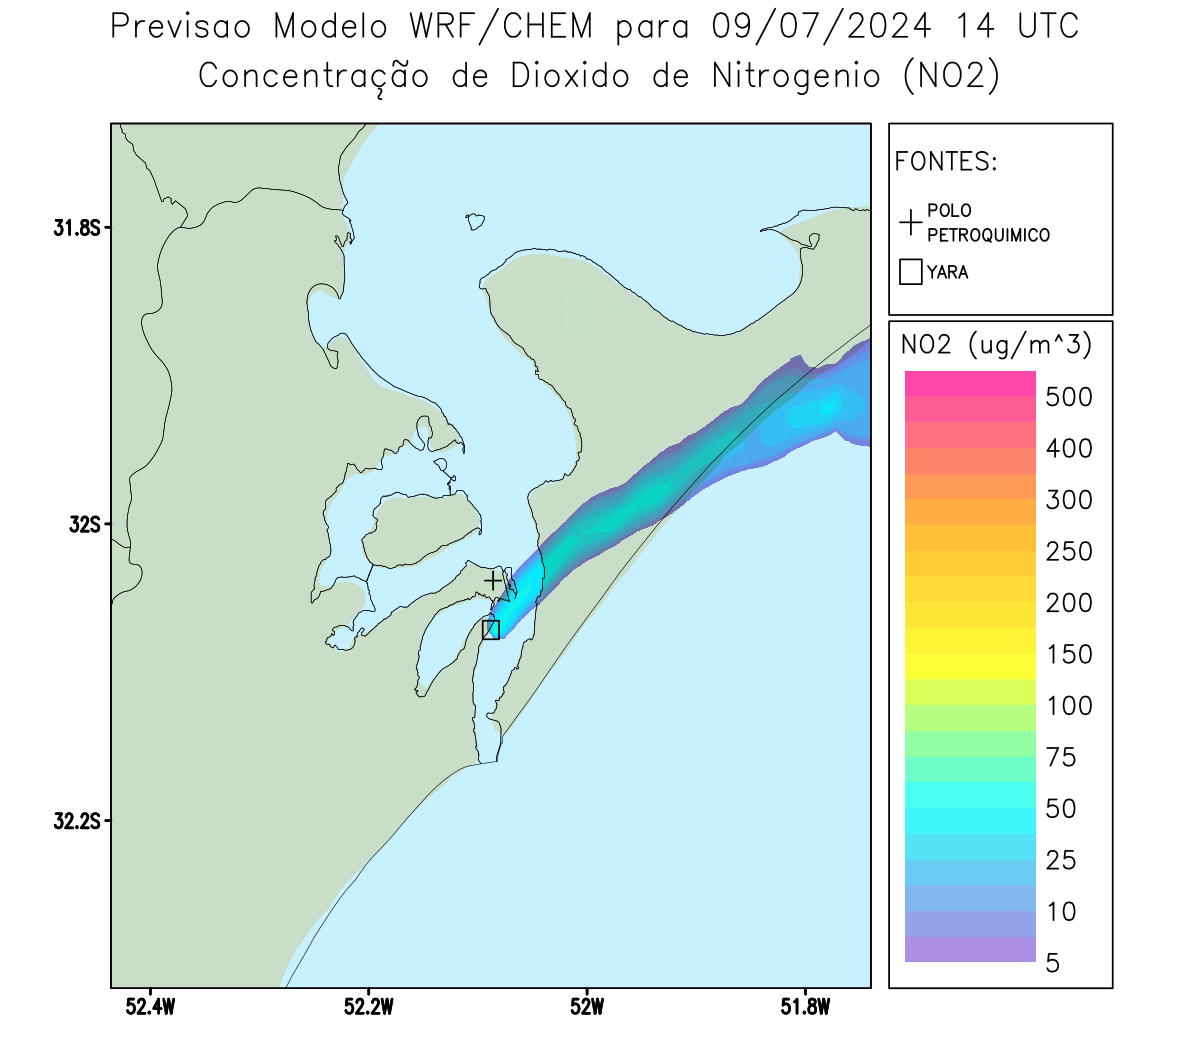 Previsao Modelo WRF/CHEM para 09/07/2024 14 UTC
Concentração de Dioxido de Nitrogenio (NO2)
FONTES:
POLO
PETROQUIMICO
YARA
31.8S
32S
32.2S
52.4W
52.2W
52W
51.8W
NO2 (ug/m^3)
500
400
300
250
200
150
100
75
50
25
10
5